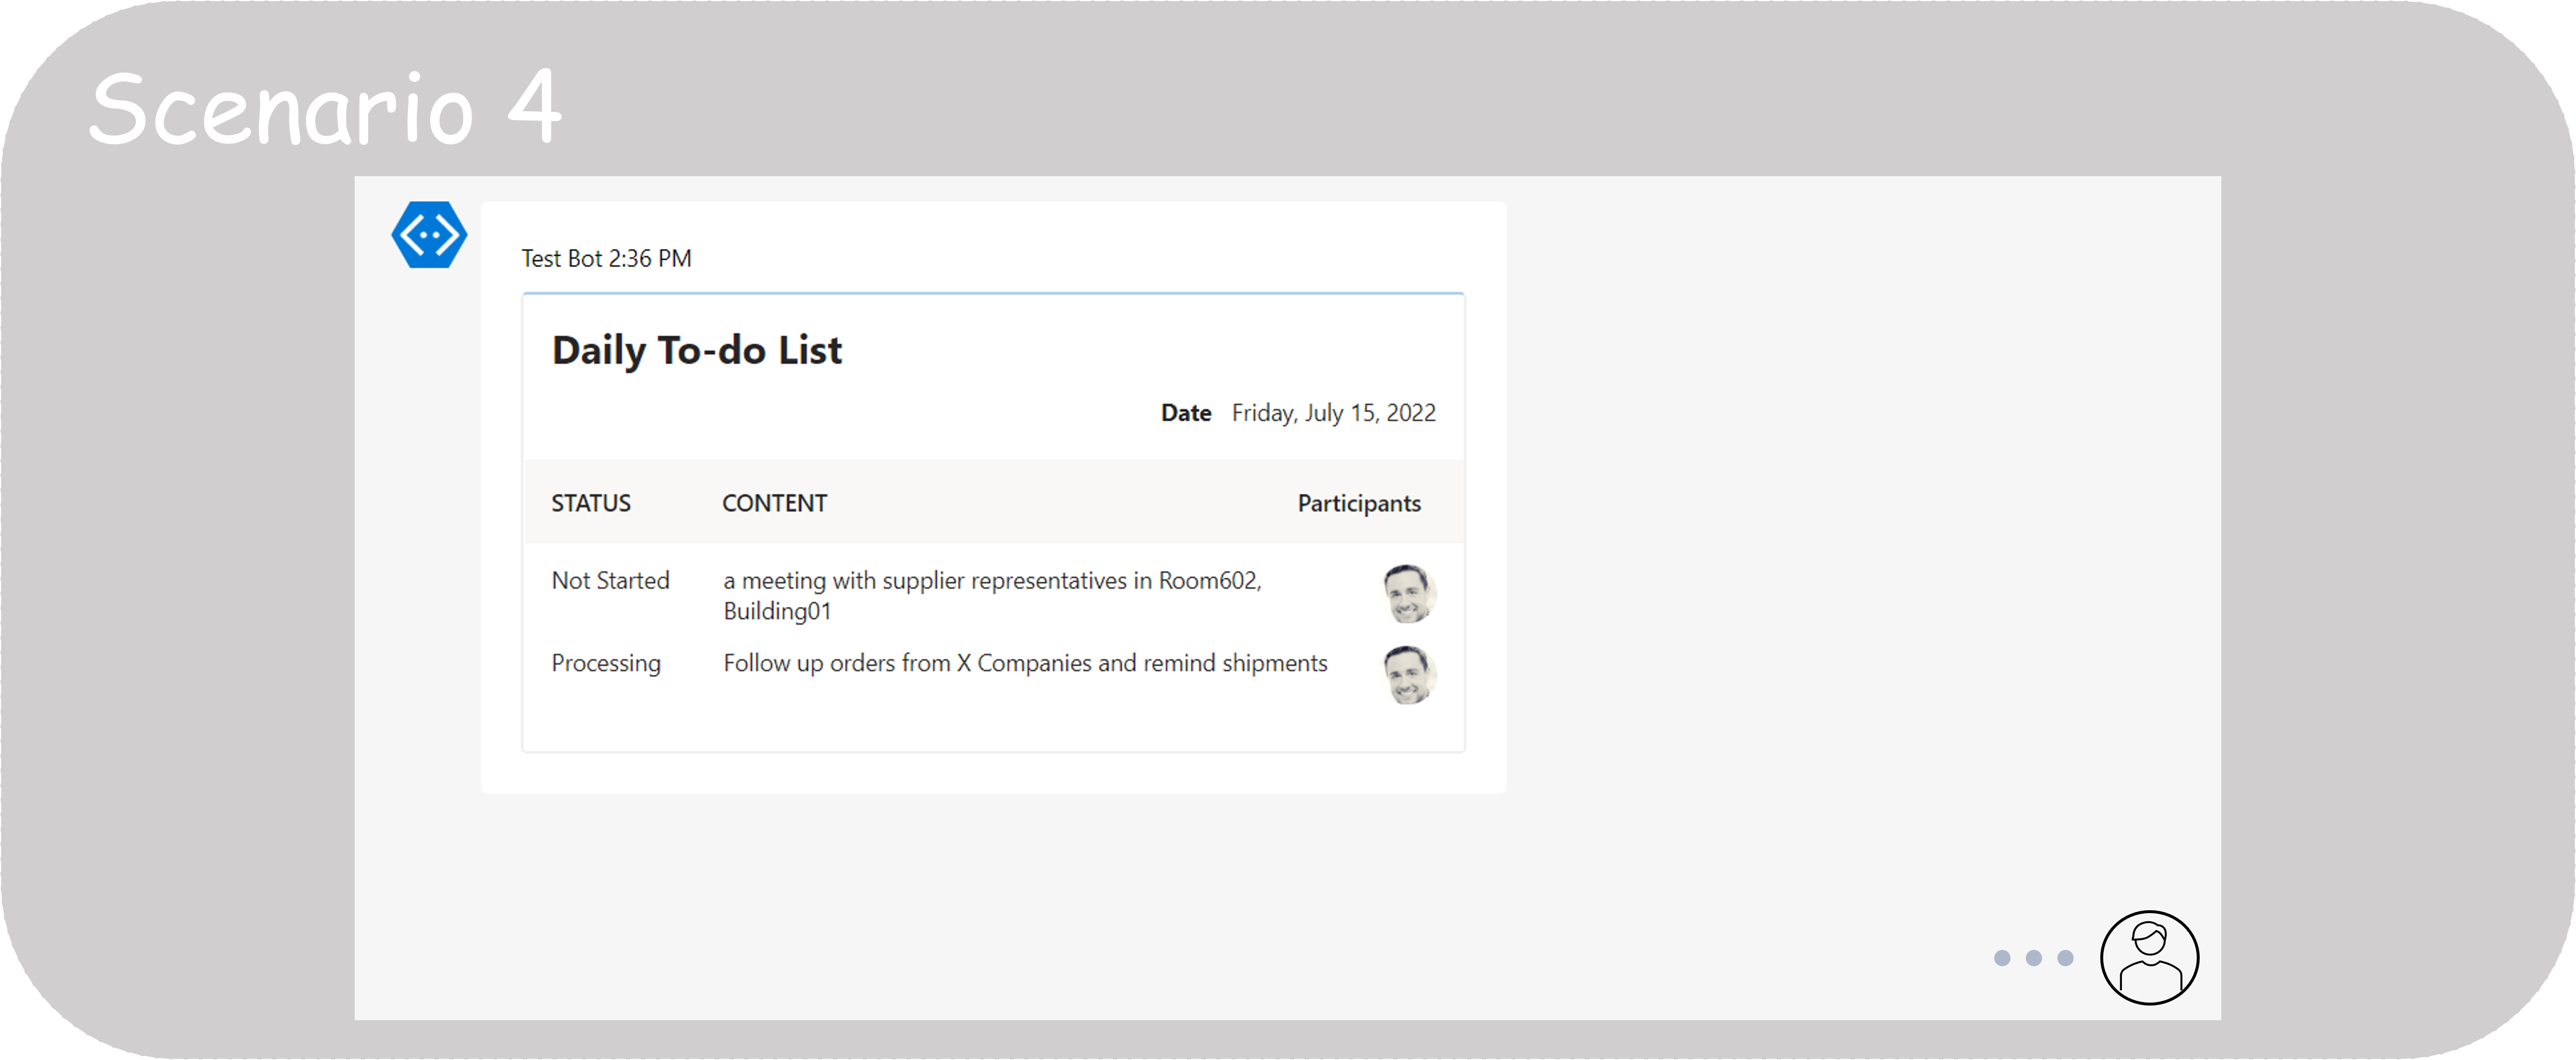 Scenario 4
Test Bot 2:36 PM
Daily To-do List
Date Friday, July 15, 2022
STATUS CONTENT Participants
Not Started a meeting with supplier representatives in Room602,
Building01
Processing Follow up orders from X Companies and remind shipments